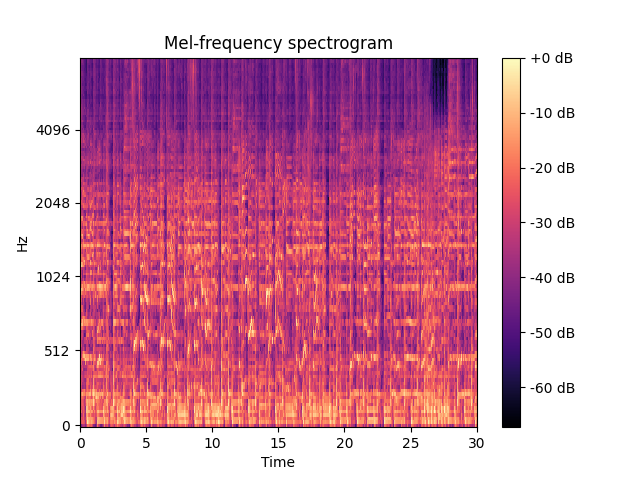 Mel-frequency spectrogram
+0 dB
-10 dB
-20 dB
-30 dB
-40 dB
-50 dB
-60 dB
4096
2048
1024
512
0
Hz
0 5 10 15 20 25 30
Time